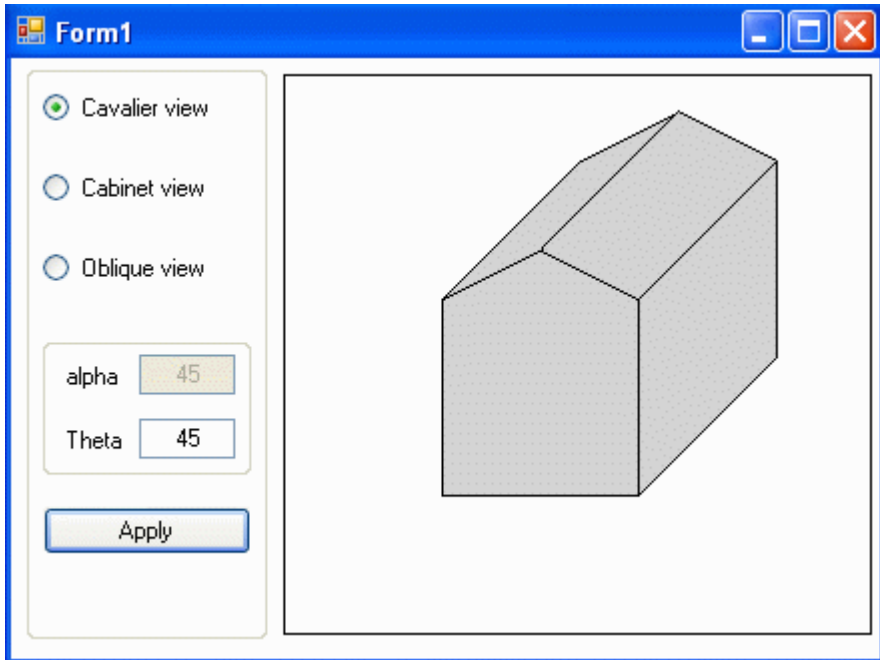 Form1
Cavalier view
Cabinet view
Oblique view
alpha 45
Theta 45
Apply